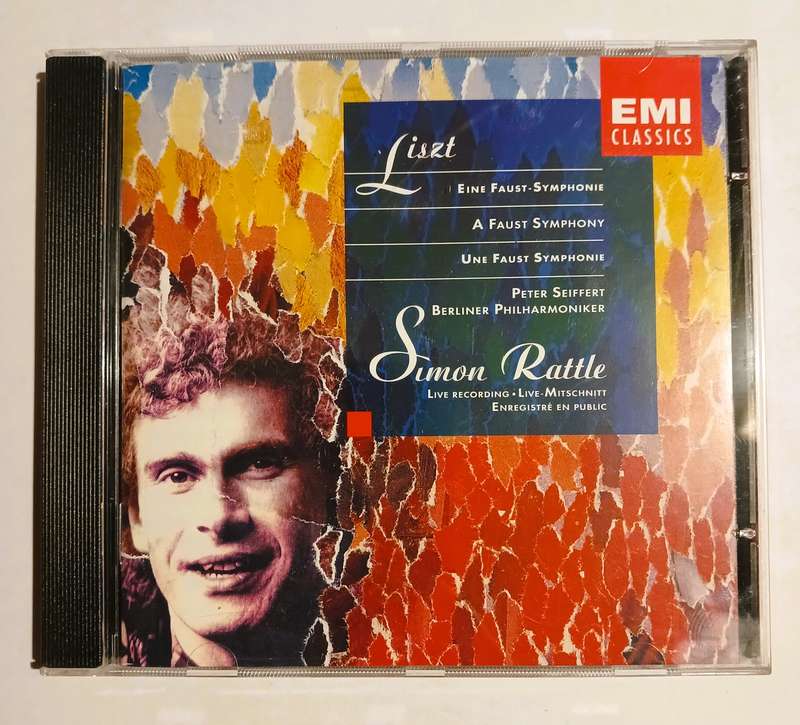 EMI
CLASSICS
Liszt
EINE FAUST-SYMPHONIE
A FAUST SYMPHONY
UNE FAUST SYMPHONIE
PETER SEIFFERT
BERLINER PHILHARMONIKER
Simon Rattle
LIVE RECORDING • LIVE-MITSCHNITT
ENREGISTRÉ EN PUBLIC